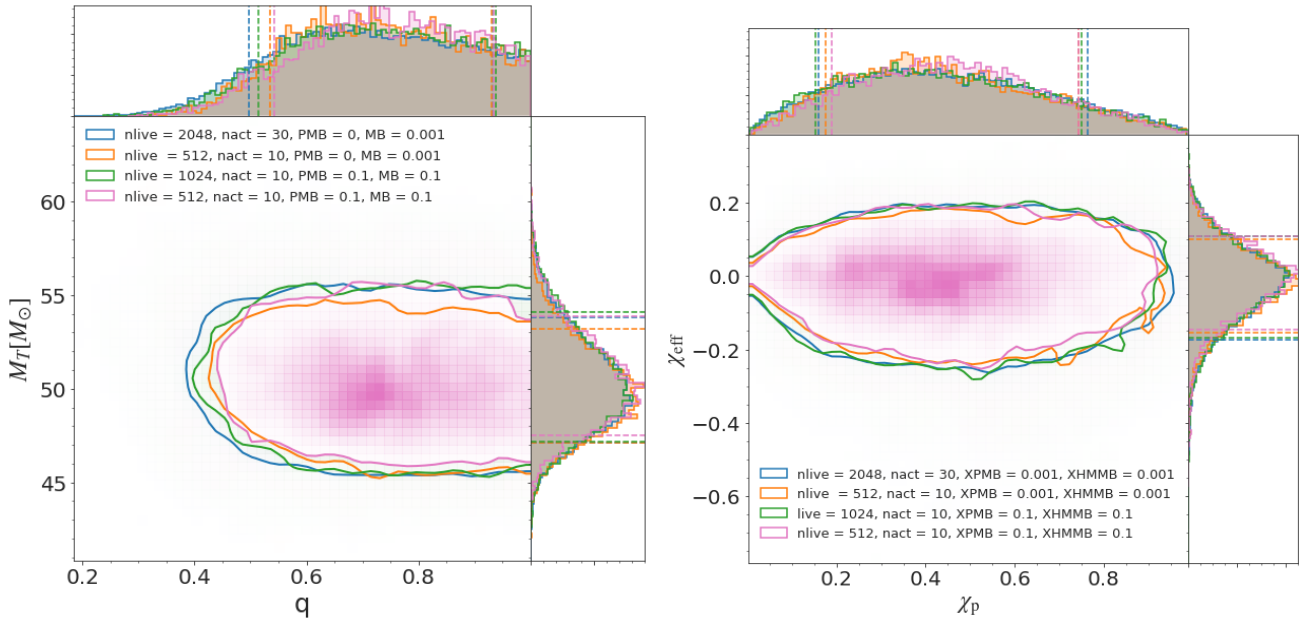 nlive = 2048, nact = 30, PMB = 0, MB = 0.001
nlive = 512, nact = 10, PMB = 0, MB = 0.001
nlive = 1024, nact = 10, PMB = 0.1, MB = 0.1
nlive = 512, nact = 10, PMB = 0.1, MB = 0.1
60
55
50
45
M_T[M_⊙]
0.2
0.4
0.6
0.8
q
0.2
0.0
−0.2
−0.4
−0.6
χ_eff
nlive = 2048, nact = 30, XPMB = 0.001, XHMMB = 0.001
nlive = 512, nact = 10, XPMB = 0.001, XHMMB = 0.001
live = 1024, nact = 10, XPMB = 0.1, XHMMB = 0.1
nlive = 512, nact = 10, XPMB = 0.1, XHMMB = 0.1
0.2
0.4
0.6
0.8
χ_p